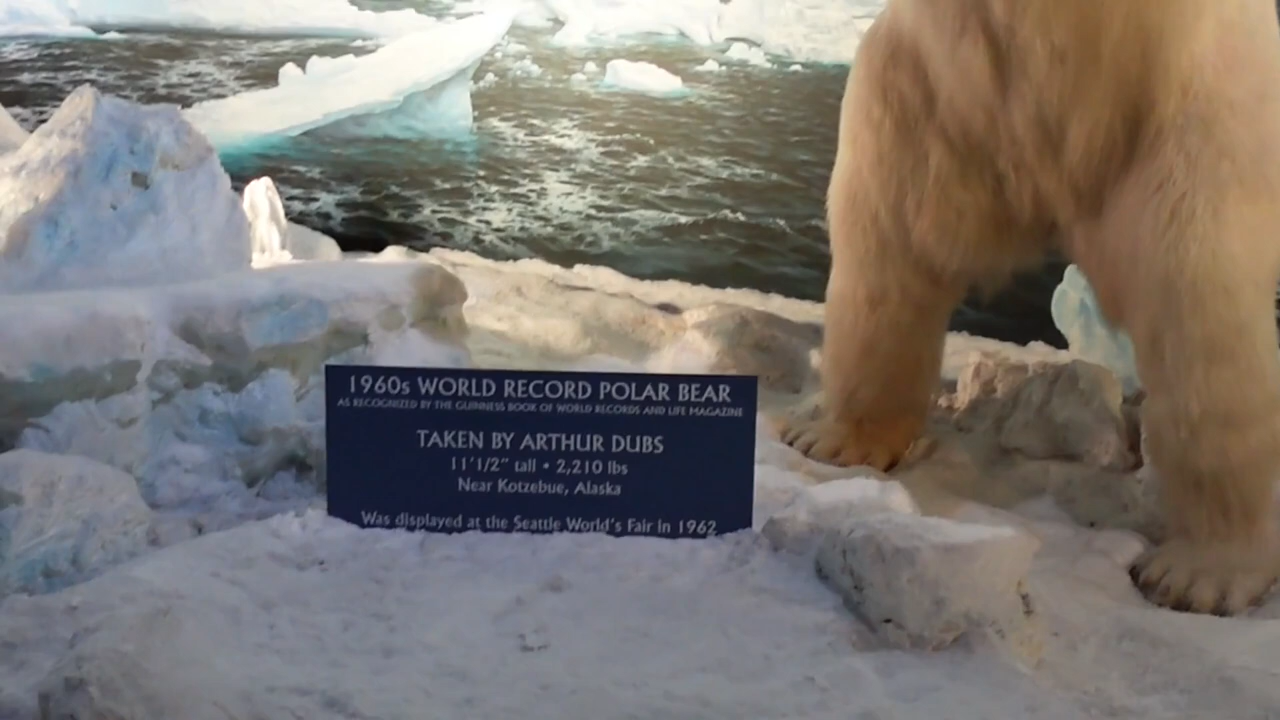 1960s WORLD RECORD POLAR BEAR
AS RECOGNIZED BY THE GUINNESS BOOK OF WORLD RECORDS AND LIFE MAGAZINE
TAKEN BY ARTHUR DUBS
11'1/2" tall • 2,210 lbs
Near Kotzebue, Alaska
Was displayed at the Seattle World's Fair in 1962